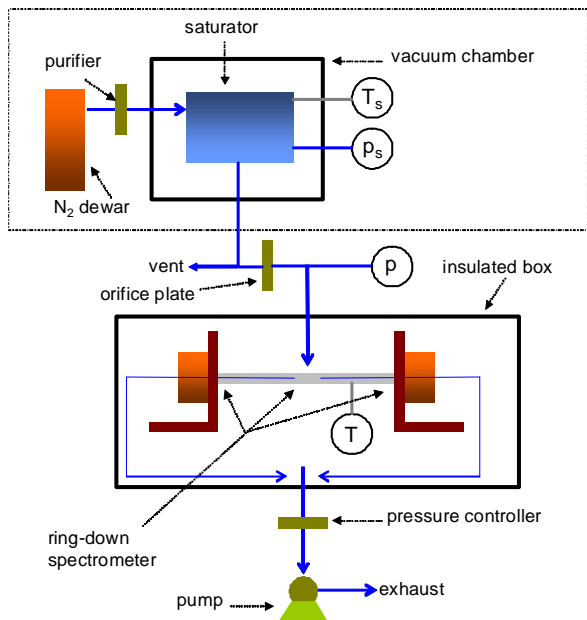 saturator
purifier
vacuum chamber
Tₛ
pₛ
N₂ dewar
vent
p
orifice plate
insulated box
T
ring-down
spectrometer
pressure controller
pump
exhaust